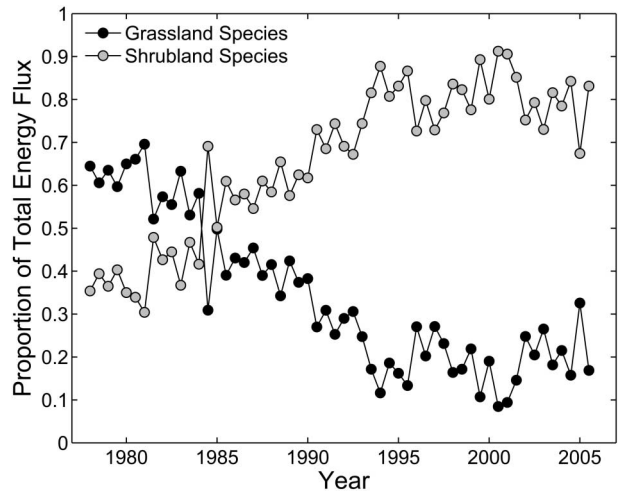 Grassland Species
Shrubland Species
Proportion of Total Energy Flux
1
0.9
0.8
0.7
0.6
0.5
0.4
0.3
0.2
0.1
0
1980 1985 1990 1995 2000 2005
Year